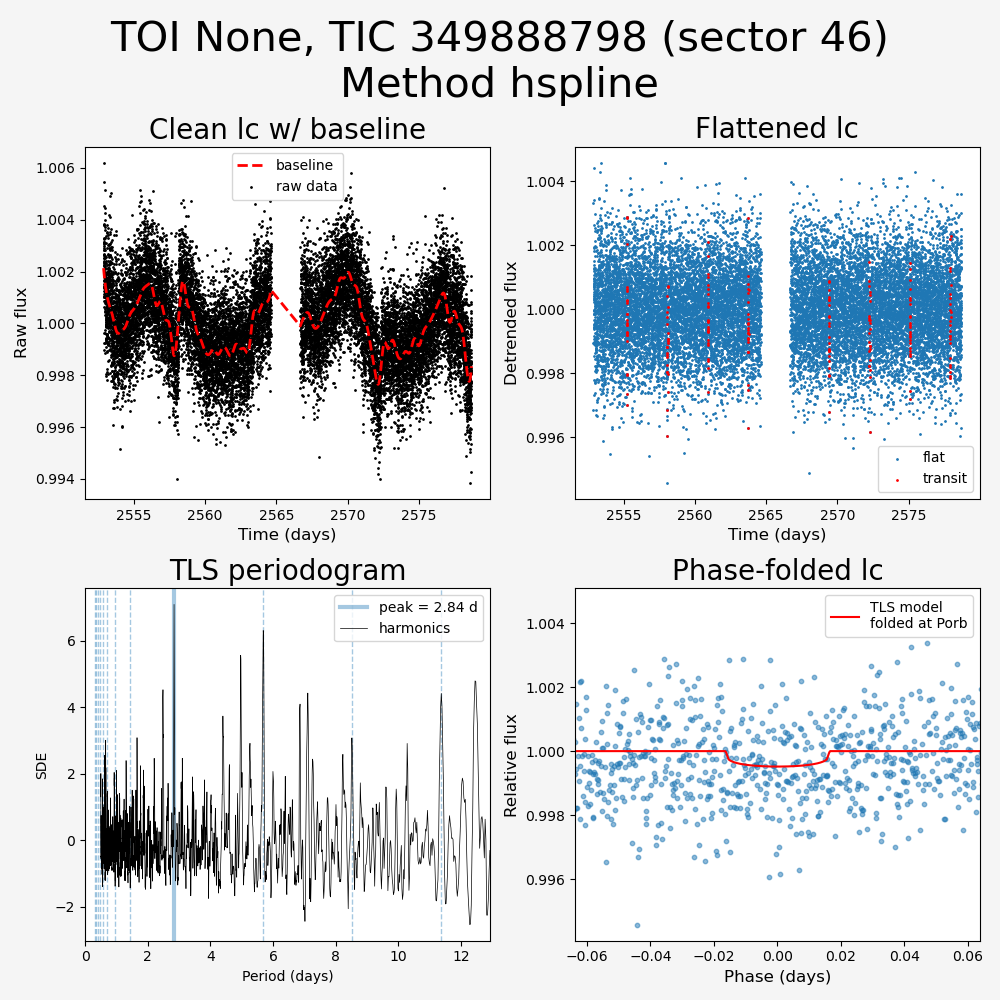 TOI None, TIC 349888798 (sector 46)
Method hspline
Clean lc w/ baseline
baseline
raw data
1.006
1.004
1.002
1.000
0.998
0.996
0.994
Raw flux
2555
2560
2565
2570
2575
Time (days)
Flattened lc
1.004
1.002
1.000
0.998
0.996
Detrended flux
flat
transit
2555
2560
2565
2570
2575
Time (days)
TLS periodogram
peak = 2.84 d
harmonics
6
4
2
0
−2
SDE
0
2
4
6
8
10
12
Period (days)
Phase-folded lc
TLS model
folded at Porb
1.004
1.002
1.000
0.998
0.996
Relative flux
−0.06
−0.04
−0.02
0.00
0.02
0.04
0.06
Phase (days)